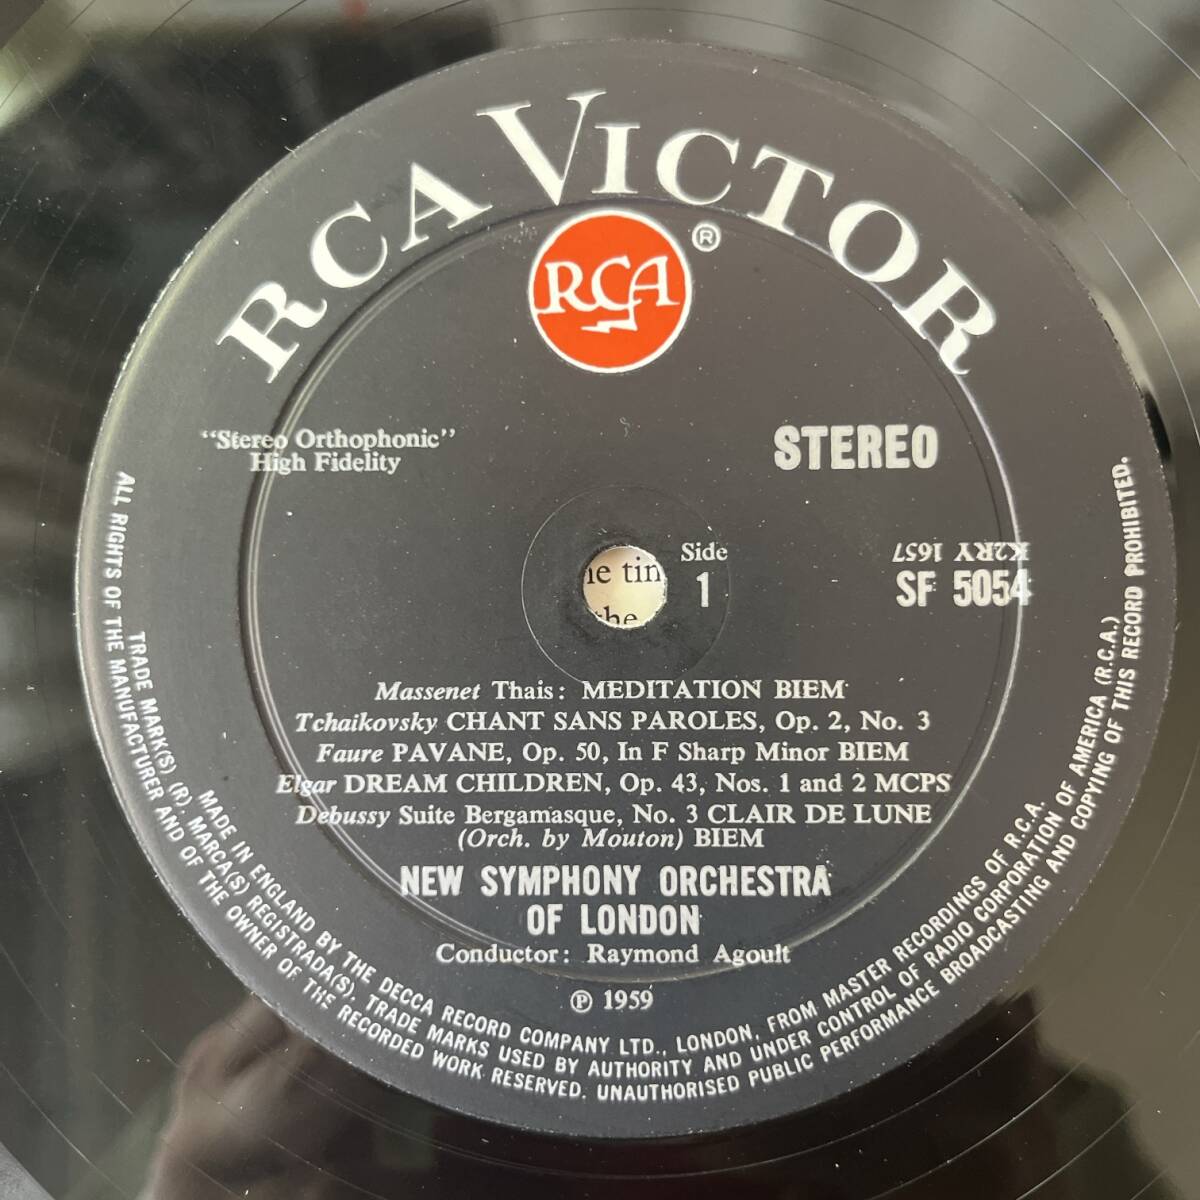 RCA VICTOR
RCA
®
"Stereo Orthophonic"
High Fidelity
STEREO
K2RY 1657
SF 5054
Side
1
ne tin
the
Massenet Thais: MEDITATION BIEM
Tchaikovsky CHANT SANS PAROLES, Op. 2, No. 3
Faure PAVANE, Op. 50, In F Sharp Minor BIEM
Elgar DREAM CHILDREN, Op. 43, Nos. 1 and 2 MCPS
Debussy Suite Bergamasque, No. 3 CLAIR DE LUNE
(Orch. by Mouton) BIEM
NEW SYMPHONY ORCHESTRA
OF LONDON
Conductor: Raymond Agoult
℗ 1959
MADE IN ENGLAND BY THE DECCA RECORD COMPANY LTD., LONDON, FROM MASTER RECORDINGS OF R.C.A.
TRADE MARK(S) (R). MARCA(S) REGISTRADA(S). TRADE MARKS USED BY AUTHORITY AND UNDER CONTROL OF RADIO CORPORATION OF AMERICA (R.C.A.)
ALL RIGHTS OF THE MANUFACTURER AND OF THE OWNER OF THE RECORDED WORK RESERVED. UNAUTHORISED PUBLIC PERFORMANCE BROADCASTING AND COPYING OF THIS RECORD PROHIBITED.